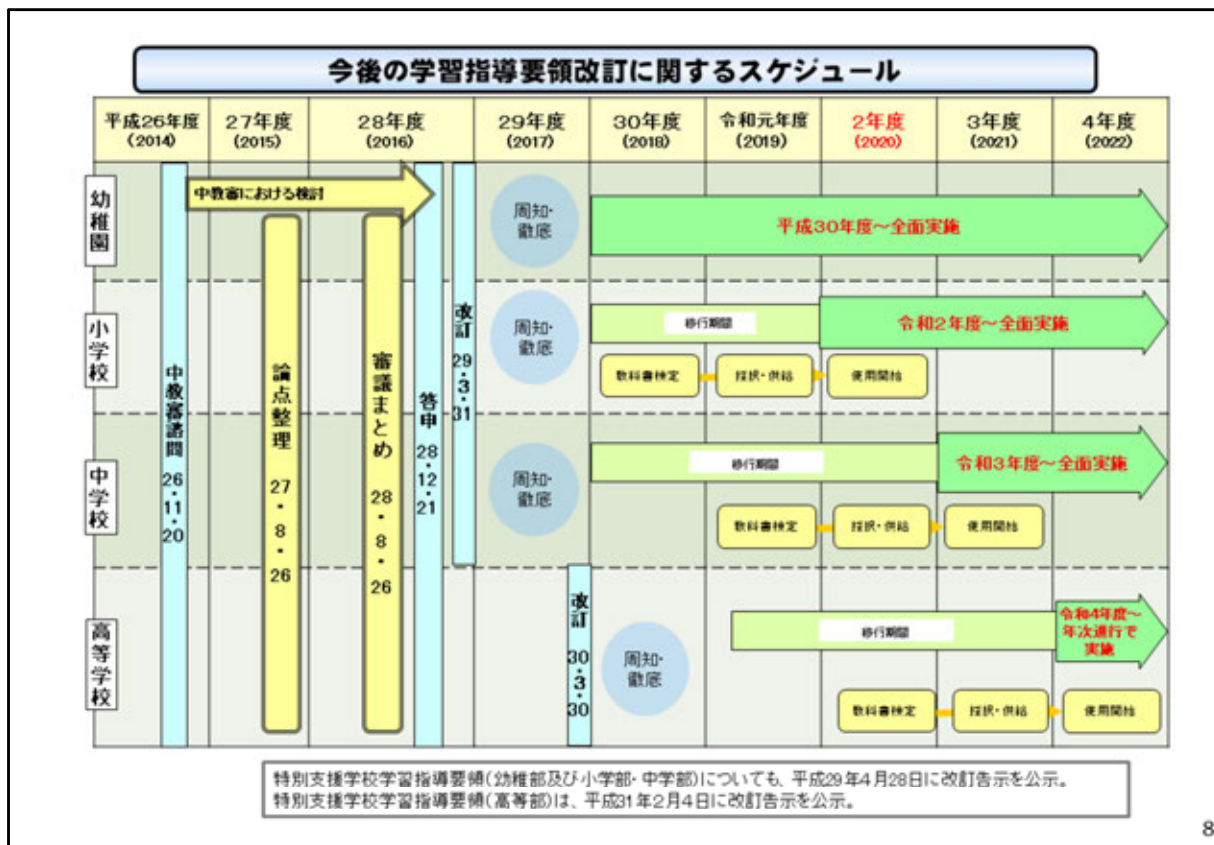 今後の学習指導要領改訂に関するスケジュール
平成26年度
(2014)
27年度
(2015)
28年度
(2016)
29年度
(2017)
30年度
(2018)
令和元年度
(2019)
2年度
(2020)
3年度
(2021)
4年度
(2022)
中教審諮問 26・11・20
中教審における検討
論点整理 27・8・26
審議まとめ 28・8・26
答申 28・12・21
改訂 29・3・31
幼稚園
周知・
徹底
平成30年度～全面実施
小学校
周知・
徹底
移行期間
令和2年度～全面実施
教科書検定
採択・供給
使用開始
中学校
周知・
徹底
移行期間
令和3年度～全面実施
教科書検定
採択・供給
使用開始
高等学校
改訂 30・3・30
周知・
徹底
移行期間
令和4年度～
年次進行で
実施
教科書検定
採択・供給
使用開始
特別支援学校学習指導要領(幼稚部及び小学部・中学部)についても、平成29年4月28日に改訂告示を公示。
特別支援学校学習指導要領(高等部)は、平成31年2月4日に改訂告示を公示。
8